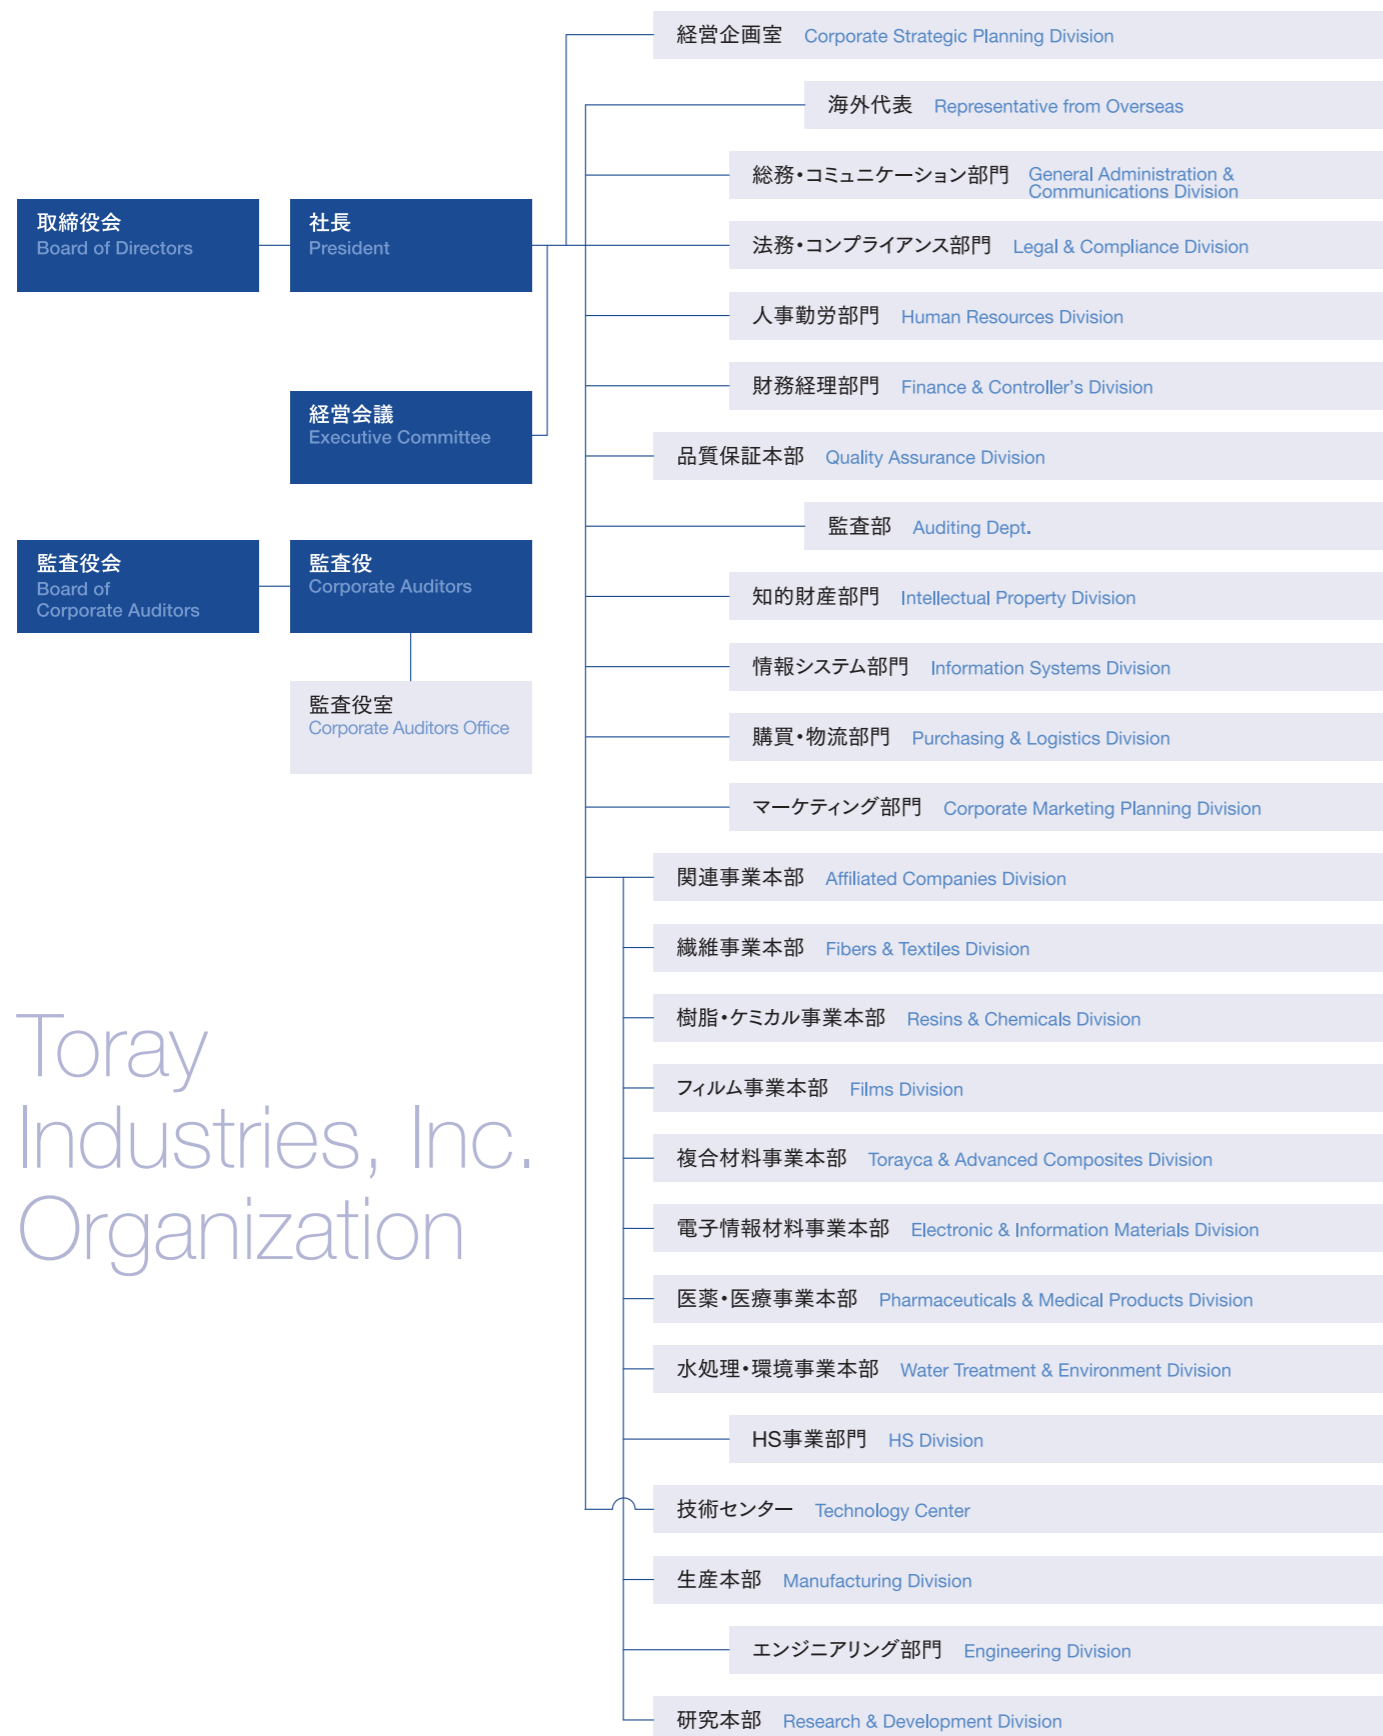 経営企画室 Corporate Strategic Planning Division
海外代表 Representative from Overseas
総務・コミュニケーション部門 General Administration &
Communications Division
取締役会
Board of Directors
社長
President
法務・コンプライアンス部門 Legal & Compliance Division
人事勤労部門 Human Resources Division
財務経理部門 Finance & Controller's Division
経営会議
Executive Committee
品質保証本部 Quality Assurance Division
監査部 Auditing Dept.
監査役会
Board of
Corporate Auditors
監査役
Corporate Auditors
知的財産部門 Intellectual Property Division
情報システム部門 Information Systems Division
監査役室
Corporate Auditors Office
購買・物流部門 Purchasing & Logistics Division
マーケティング部門 Corporate Marketing Planning Division
関連事業本部 Affiliated Companies Division
繊維事業本部 Fibers & Textiles Division
樹脂・ケミカル事業本部 Resins & Chemicals Division
フィルム事業本部 Films Division
複合材料事業本部 Torayca & Advanced Composites Division
電子情報材料事業本部 Electronic & Information Materials Division
医薬・医療事業本部 Pharmaceuticals & Medical Products Division
水処理・環境事業本部 Water Treatment & Environment Division
HS事業部門 HS Division
技術センター Technology Center
生産本部 Manufacturing Division
エンジニアリング部門 Engineering Division
研究本部 Research & Development Division
Toray
Industries, Inc.
Organization